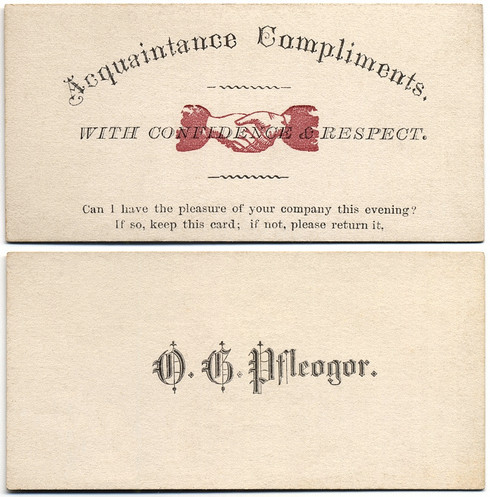 Acquaintance Compliments.
WITH CONFIDENCE & RESPECT.
Can I have the pleasure of your company this evening?
If so, keep this card; if not, please return it,
O. G. Pfleogor.